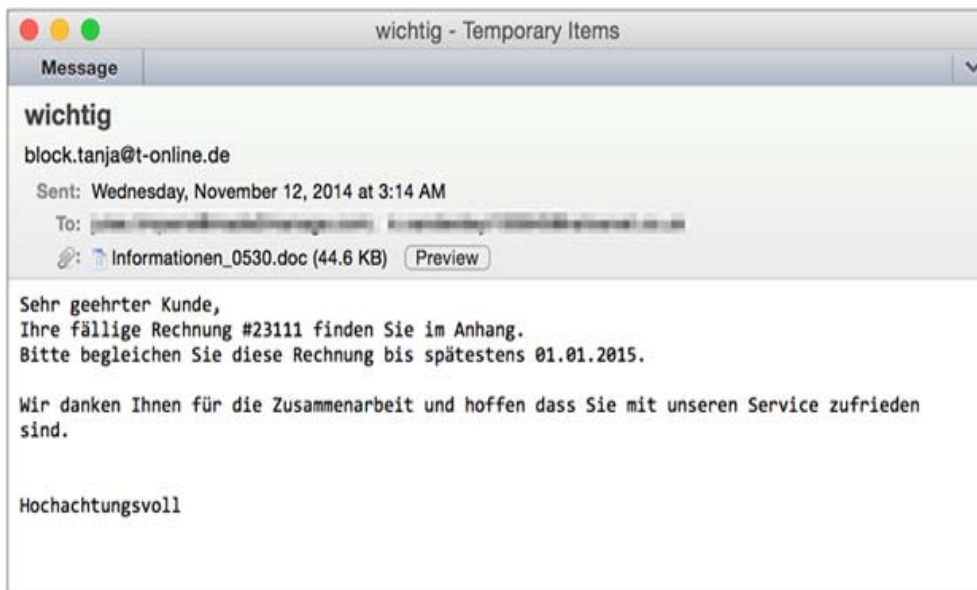 wichtig - Temporary Items
Message
wichtig
block.tanja@t-online.de
Sent: Wednesday, November 12, 2014 at 3:14 AM
To:
Informationen_0530.doc (44.6 KB) Preview
Sehr geehrter Kunde,
Ihre fällige Rechnung #23111 finden Sie im Anhang.
Bitte begleichen Sie diese Rechnung bis spätestens 01.01.2015.
Wir danken Ihnen für die Zusammenarbeit und hoffen dass Sie mit unseren Service zufrieden
sind.
Hochachtungsvoll